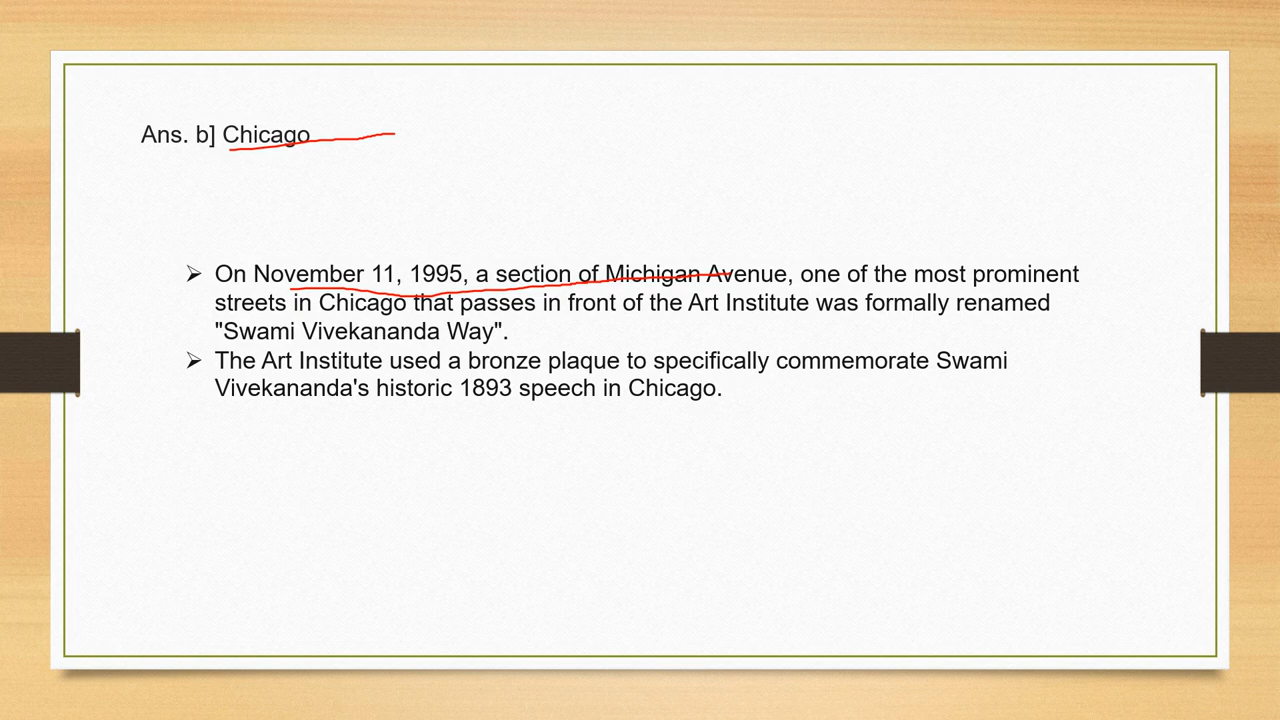 Ans. b] Chicago
➢ On November 11, 1995, a section of Michigan Avenue, one of the most prominent
streets in Chicago that passes in front of the Art Institute was formally renamed
"Swami Vivekananda Way".
➢ The Art Institute used a bronze plaque to specifically commemorate Swami
Vivekananda's historic 1893 speech in Chicago.